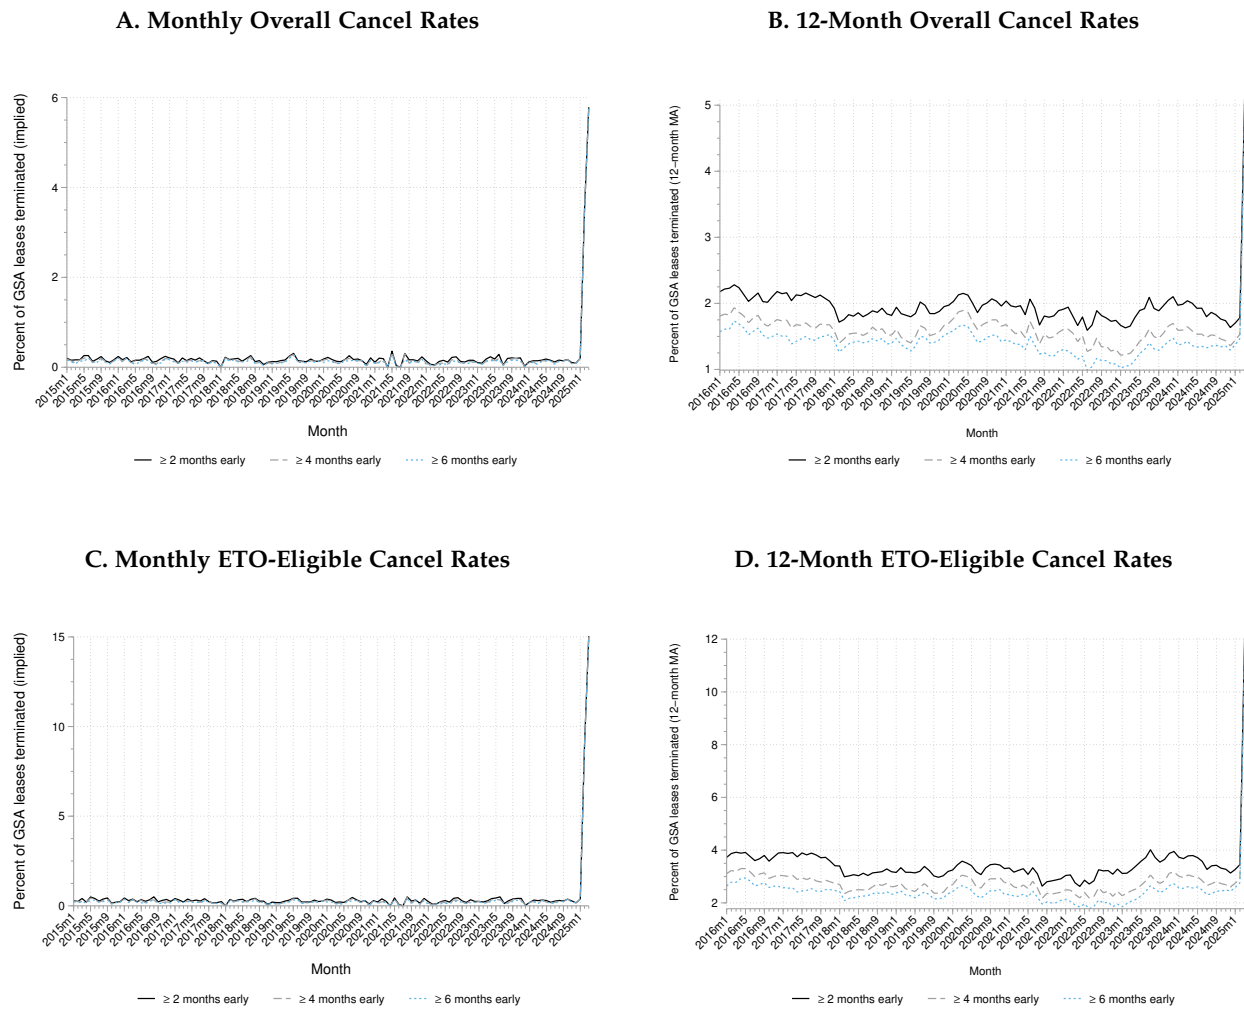 A. Monthly Overall Cancel Rates
Percent of GSA leases terminated (implied)
6
4
2
0
2015m1 2015m5 2015m9 2016m1 2016m5 2016m9 2017m1 2017m5 2017m9 2018m1 2018m5 2018m9 2019m1 2019m5 2019m9 2020m1 2020m5 2020m9 2021m1 2021m5 2021m9 2022m1 2022m5 2022m9 2023m1 2023m5 2023m9 2024m1 2024m5 2024m9 2025m1
Month
≥ 2 months early ≥ 4 months early ≥ 6 months early
B. 12-Month Overall Cancel Rates
Percent of GSA leases terminated (12−month MA)
5
4
3
2
1
2016m1 2016m5 2016m9 2017m1 2017m5 2017m9 2018m1 2018m5 2018m9 2019m1 2019m5 2019m9 2020m1 2020m5 2020m9 2021m1 2021m5 2021m9 2022m1 2022m5 2022m9 2023m1 2023m5 2023m9 2024m1 2024m5 2024m9 2025m1
Month
≥ 2 months early ≥ 4 months early ≥ 6 months early
C. Monthly ETO-Eligible Cancel Rates
Percent of GSA leases terminated (implied)
15
10
5
0
2015m1 2015m5 2015m9 2016m1 2016m5 2016m9 2017m1 2017m5 2017m9 2018m1 2018m5 2018m9 2019m1 2019m5 2019m9 2020m1 2020m5 2020m9 2021m1 2021m5 2021m9 2022m1 2022m5 2022m9 2023m1 2023m5 2023m9 2024m1 2024m5 2024m9 2025m1
Month
≥ 2 months early ≥ 4 months early ≥ 6 months early
D. 12-Month ETO-Eligible Cancel Rates
Percent of GSA leases terminated (12−month MA)
12
10
8
6
4
2
2016m1 2016m5 2016m9 2017m1 2017m5 2017m9 2018m1 2018m5 2018m9 2019m1 2019m5 2019m9 2020m1 2020m5 2020m9 2021m1 2021m5 2021m9 2022m1 2022m5 2022m9 2023m1 2023m5 2023m9 2024m1 2024m5 2024m9 2025m1
Month
≥ 2 months early ≥ 4 months early ≥ 6 months early